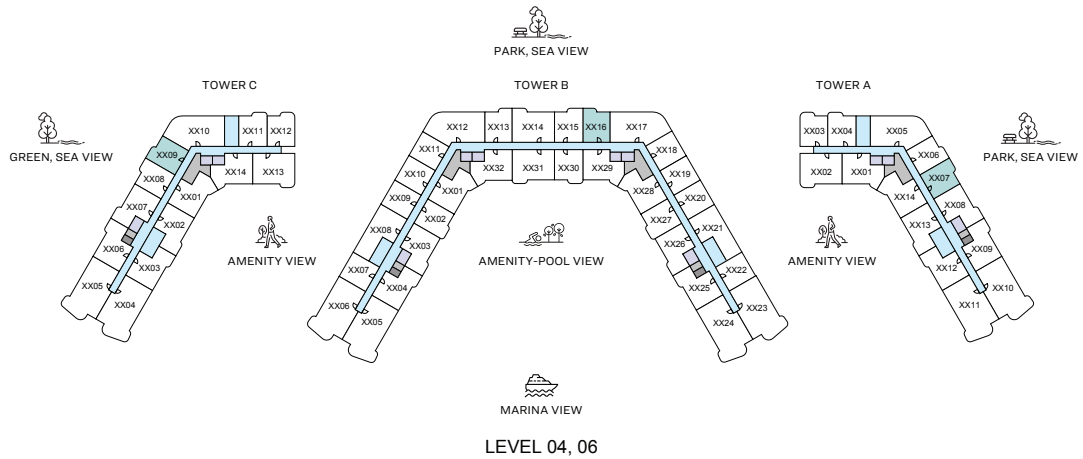 PARK, SEA VIEW
TOWER C
TOWER B
TOWER A
GREEN, SEA VIEW
PARK, SEA VIEW
XX10
XX11
XX12
XX09
XX08
XX07
XX06
XX05
XX04
XX03
XX02
XX01
XX14
XX13
XX12
XX13
XX14
XX15
XX16
XX17
XX11
XX10
XX09
XX08
XX07
XX06
XX05
XX04
XX03
XX02
XX01
XX32
XX31
XX30
XX29
XX28
XX27
XX26
XX25
XX24
XX18
XX19
XX20
XX21
XX22
XX23
XX03
XX04
XX05
XX06
XX07
XX08
XX09
XX10
XX11
XX12
XX13
XX14
XX01
XX02
AMENITY VIEW
AMENITY-POOL VIEW
AMENITY VIEW
MARINA VIEW
LEVEL 04, 06